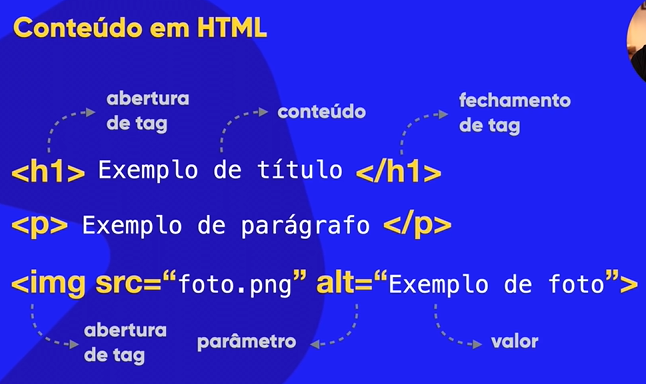 Conteúdo em HTML
abertura
de tag
conteúdo
fechamento
de tag
<h1> Exemplo de título </h1>
<p> Exemplo de parágrafo </p>
<img src=“foto.png” alt=“Exemplo de foto”>
abertura
de tag
parâmetro
valor